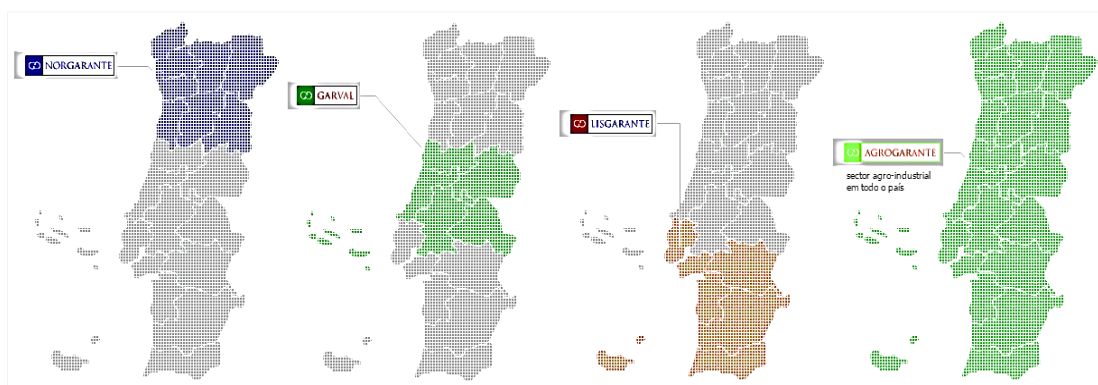 NORGARANTE
GARVAL
LISGARANTE
AGROGARANTE
sector agro-industrial
em todo o país